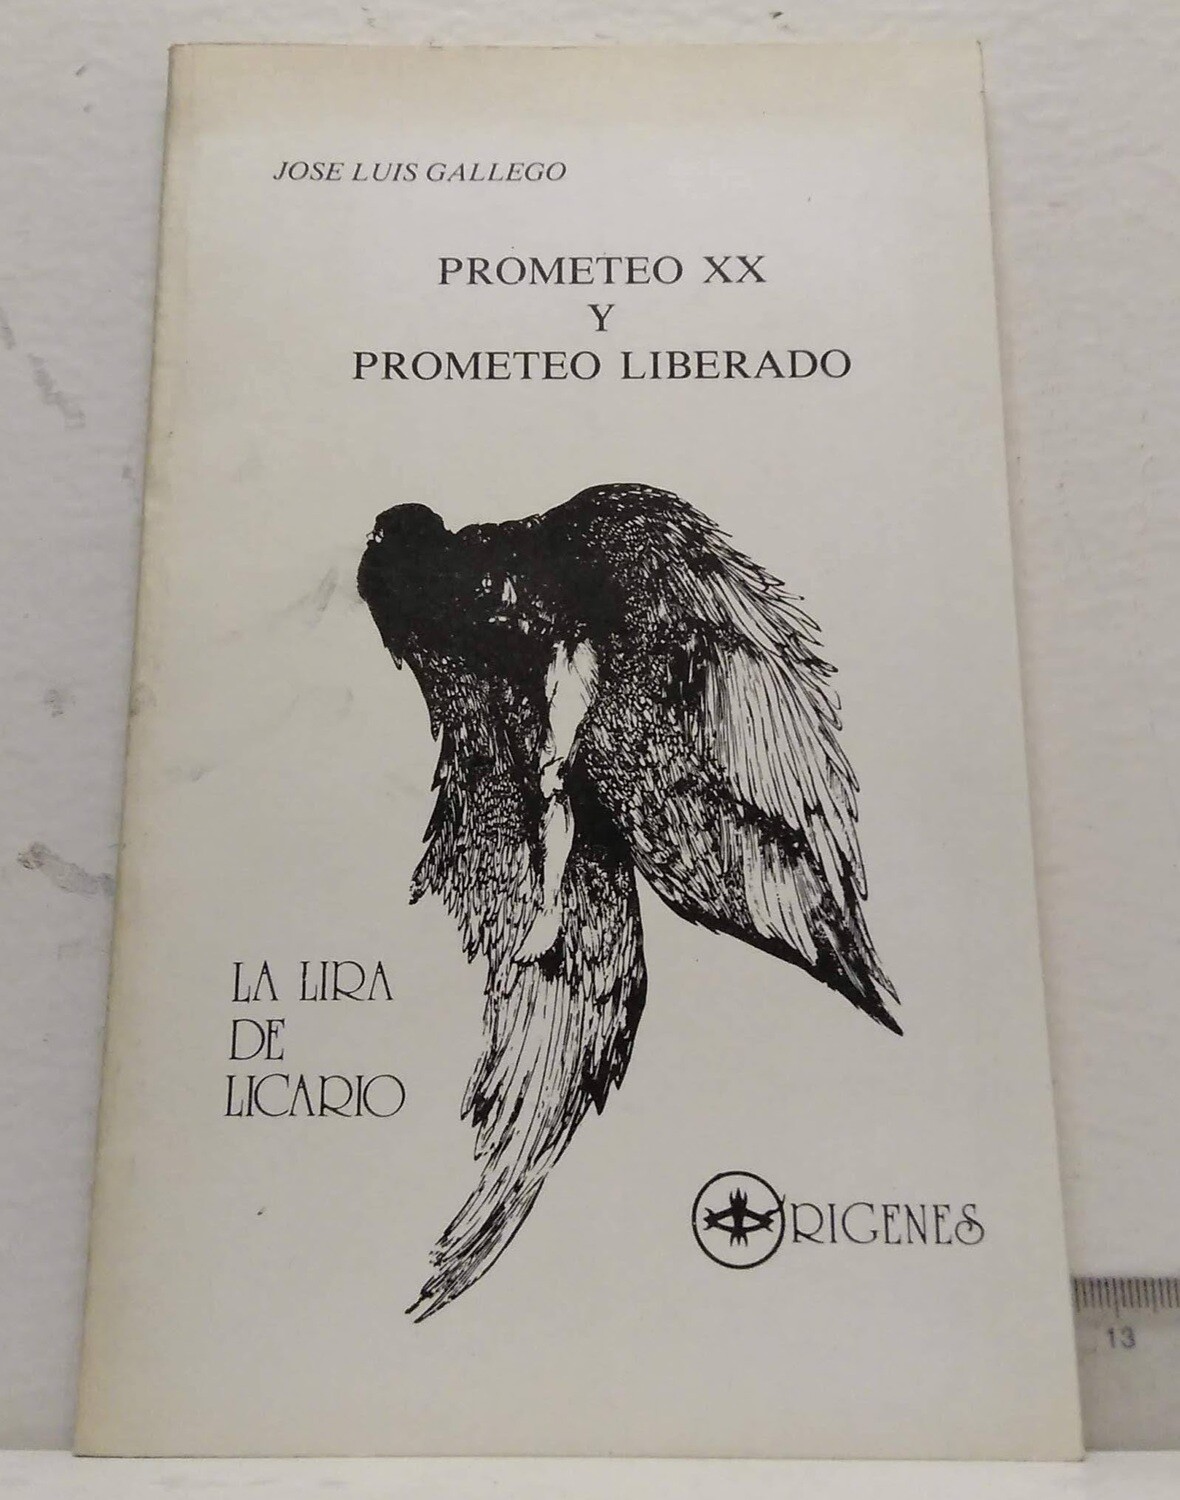 JOSE LUIS GALLEGO
PROMETEO XX
Y
PROMETEO LIBERADO
LA LIRA
DE
LICARIO
ORIGENES
13